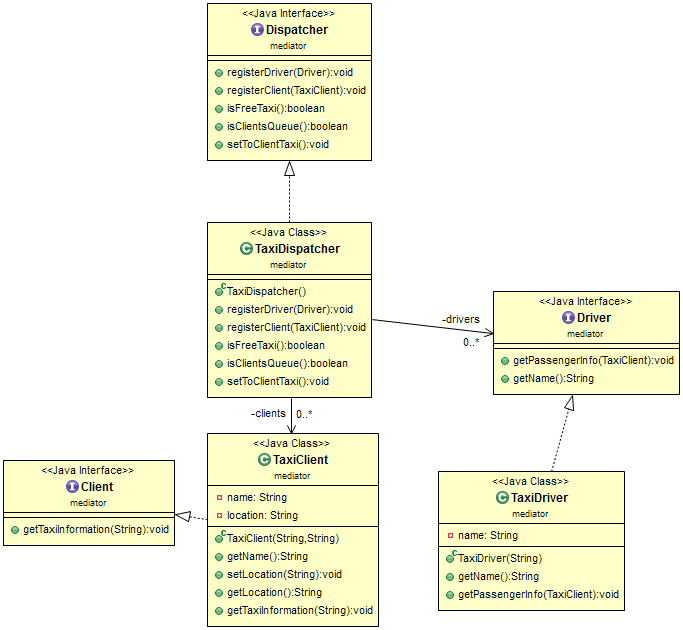 <<Java Interface>>
Dispatcher
mediator
registerDriver(Driver):void
registerClient(TaxiClient):void
isFreeTaxi():boolean
isClientsQueue():boolean
setToClientTaxi():void
<<Java Class>>
TaxiDispatcher
mediator
TaxiDispatcher()
registerDriver(Driver):void
registerClient(TaxiClient):void
isFreeTaxi():boolean
isClientsQueue():boolean
setToClientTaxi():void
-drivers
0..*
<<Java Interface>>
Driver
mediator
getPassengerInfo(TaxiClient):void
getName():String
-clients 0..*
<<Java Class>>
TaxiClient
mediator
name: String
location: String
TaxiClient(String,String)
getName():String
setLocation(String):void
getLocation():String
getTaxiInformation(String):void
<<Java Interface>>
Client
mediator
getTaxiInformation(String):void
<<Java Class>>
TaxiDriver
mediator
name: String
TaxiDriver(String)
getName():String
getPassengerInfo(TaxiClient):void